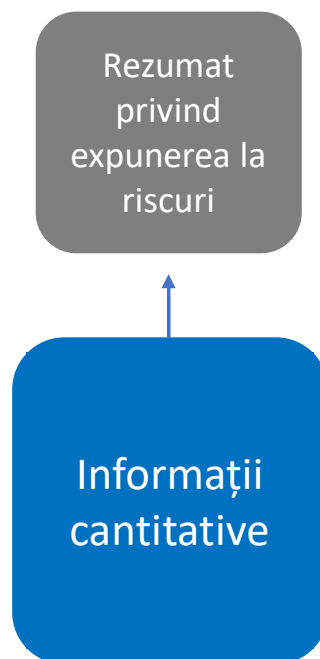 Rezumat
privind
expunerea la
riscuri
Informații
cantitative